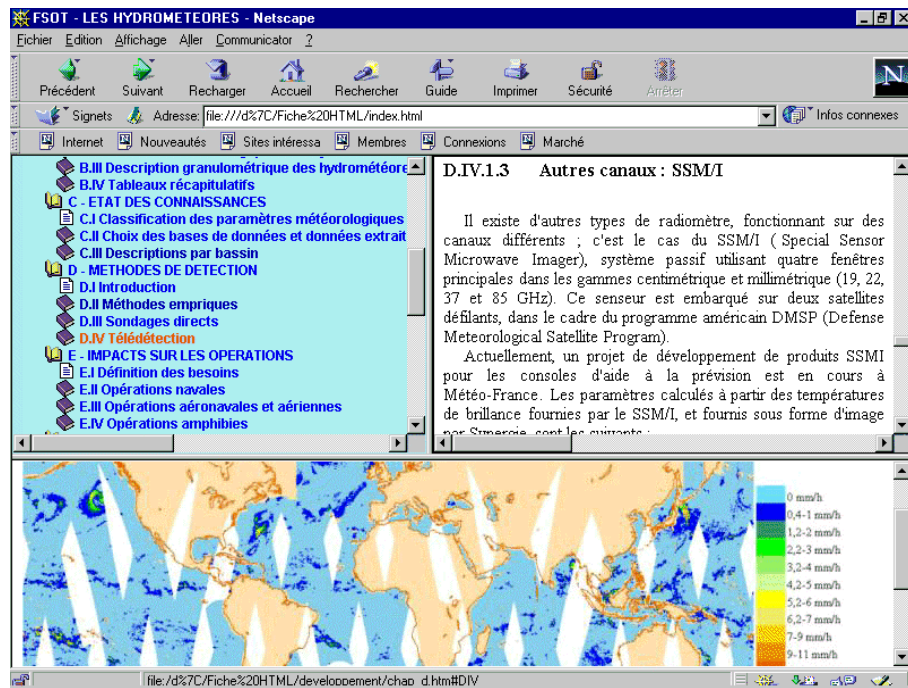 FSOT - LES HYDROMETEORES - Netscape
Fichier Edition Affichage Aller Communicator ?
Précédent Suivant Recharger Accueil Rechercher Guide Imprimer Sécurité Arrêter
N
Signets Adresse: file:///d%7C/Fiche%20HTML/index.html Infos connexes
Internet Nouveautés Sites intéressa Membres Connexions Marché
B.III Description granulométrique des hydrométéore
B.IV Tableaux récapitulatifs
C - ETAT DES CONNAISSANCES
C.I Classification des paramètres météorologiques
C.II Choix des bases de données et données extrait
C.III Descriptions par bassin
D - METHODES DE DETECTION
D.I Introduction
D.II Méthodes empriques
D.III Sondages directs
D.IV Télédétection
E - IMPACTS SUR LES OPERATIONS
E.I Définition des besoins
E.II Opérations navales
E.III Opérations aéronavales et aériennes
E.IV Opérations amphibies
D.IV.1.3 Autres canaux : SSM/I
Il existe d'autres types de radiomètre, fonctionnant sur des
canaux différents ; c'est le cas du SSM/I ( Special Sensor
Microwave Imager), système passif utilisant quatre fenêtres
principales dans les gammes centimétrique et millimétrique (19, 22,
37 et 85 GHz). Ce senseur est embarqué sur deux satellites
défilants, dans le cadre du programme américain DMSP (Defense
Meteorological Satellite Program).
Actuellement, un projet de développement de produits SSMI
pour les consoles d'aide à la prévision est en cours à
Météo-France. Les paramètres calculés à partir des températures
de brillance fournies par le SSM/I, et fournis sous forme d'image
par Synergie, sont les suivants :
0 mm/h
0,4-1 mm/h
1,2-2 mm/h
2,2-3 mm/h
3,2-4 mm/h
4,2-5 mm/h
5,2-6 mm/h
6,2-7 mm/h
7-9 mm/h
9-11 mm/h
file:/d%7C/Fiche%20HTML/developpement/chap_d.htm#DIV